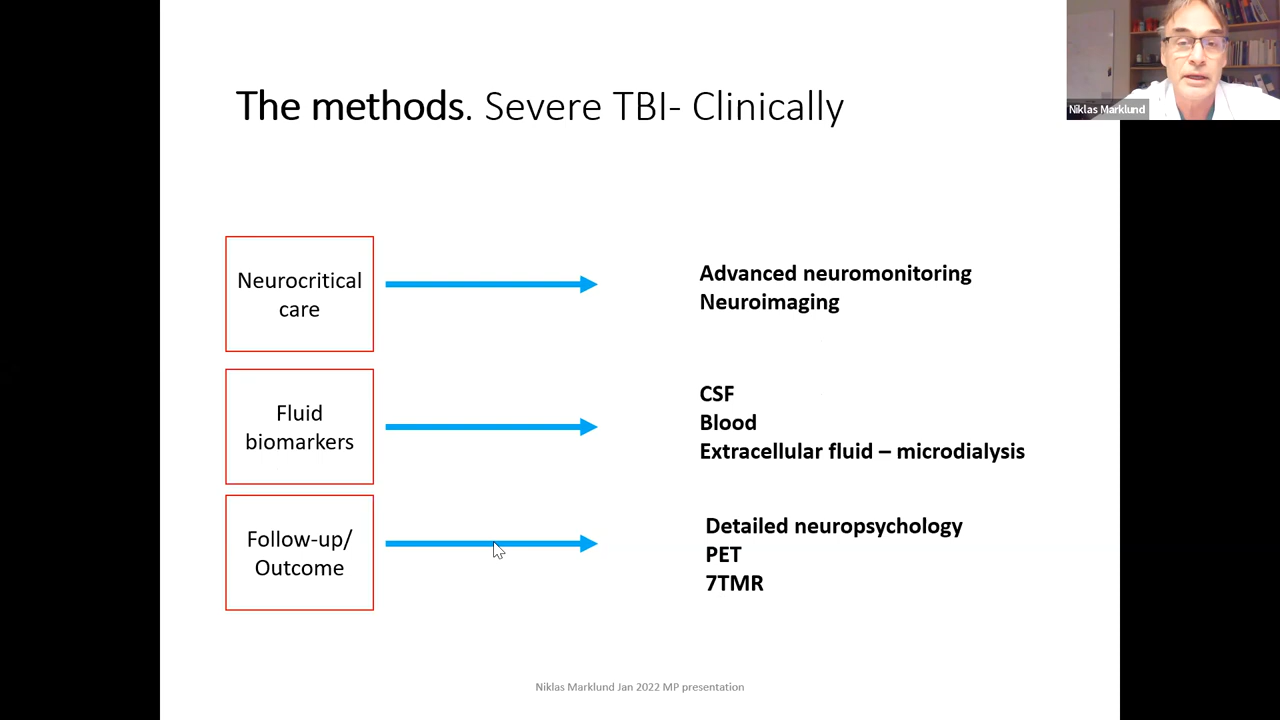 Niklas Marklund
The methods. Severe TBI- Clinically
Neurocritical
care
Advanced neuromonitoring
Neuroimaging
Fluid
biomarkers
CSF
Blood
Extracellular fluid – microdialysis
Follow-up/
Outcome
Detailed neuropsychology
PET
7TMR
Niklas Marklund Jan 2022 MP presentation